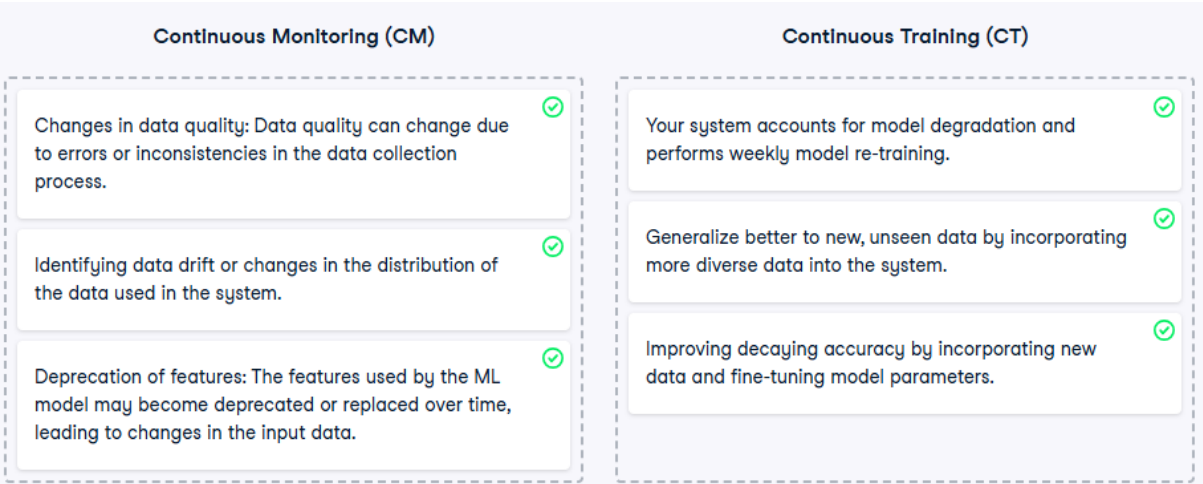 Continuous Monitoring (CM)
Changes in data quality: Data quality can change due
to errors or inconsistencies in the data collection
process.
Identifying data drift or changes in the distribution of
the data used in the system.
Deprecation of features: The features used by the ML
model may become deprecated or replaced over time,
leading to changes in the input data.
Continuous Training (CT)
Your system accounts for model degradation and
performs weekly model re-training.
Generalize better to new, unseen data by incorporating
more diverse data into the system.
Improving decaying accuracy by incorporating new
data and fine-tuning model parameters.